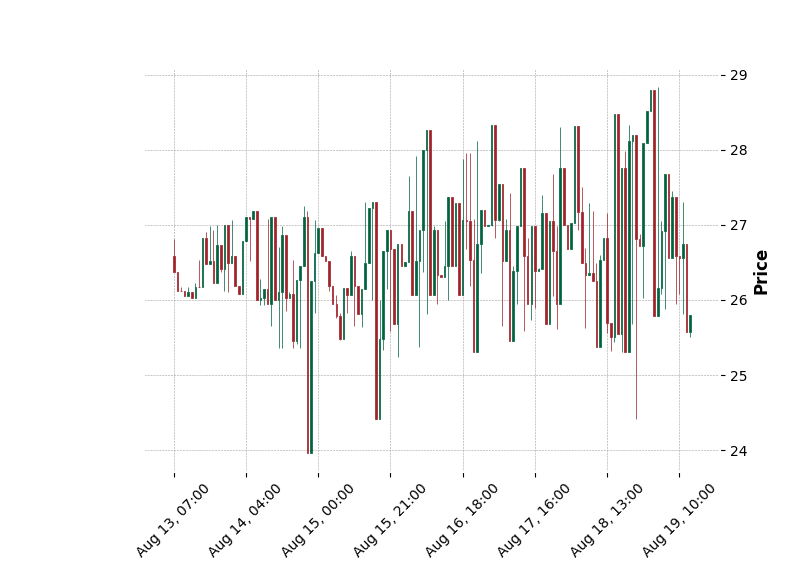 29
28
27
26
25
24
Price
Aug 13, 07:00
Aug 14, 04:00
Aug 15, 00:00
Aug 15, 21:00
Aug 16, 18:00
Aug 17, 16:00
Aug 18, 13:00
Aug 19, 10:00